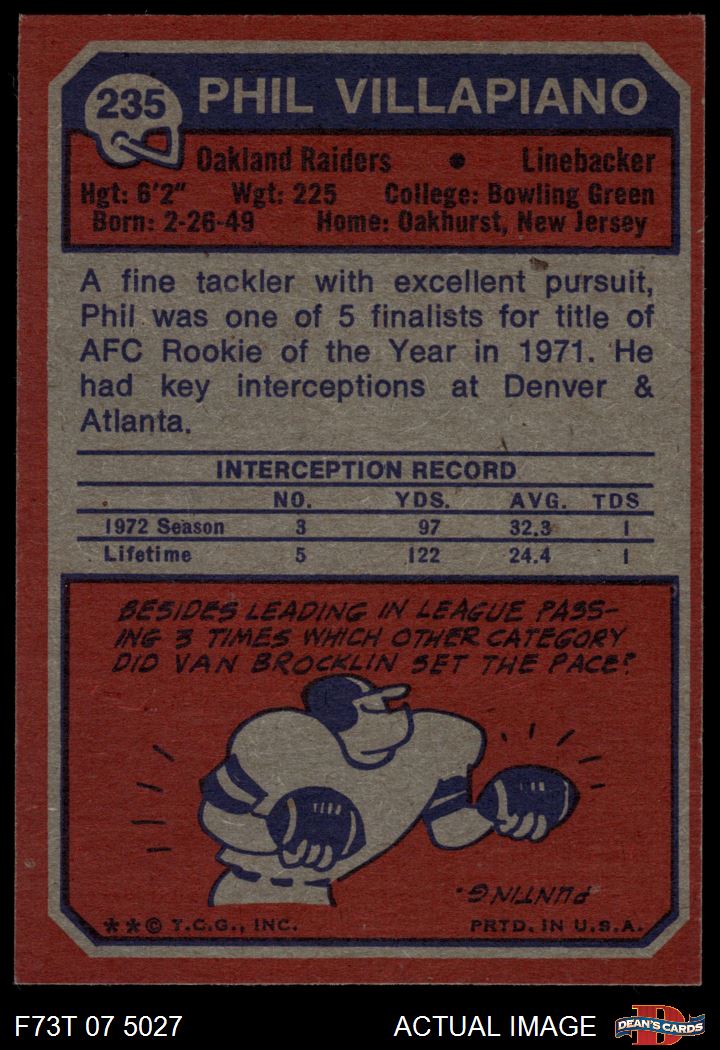 235 PHIL VILLAPIANO
Oakland Raiders • Linebacker
Hgt: 6'2" Wgt: 225 College: Bowling Green
Born: 2-26-49 Home: Oakhurst, New Jersey
A fine tackler with excellent pursuit,
Phil was one of 5 finalists for title of
AFC Rookie of the Year in 1971. He
had key interceptions at Denver &
Atlanta.
INTERCEPTION RECORD
NO. YDS. AVG. TDS
1972 Season 3 97 32.3 1
Lifetime 5 122 24.4 1
BESIDES LEADING IN LEAGUE PASS-
ING 3 TIMES WHICH OTHER CATEGORY
DID VAN BROCKLIN SET THE PACE?
PUNTING.
**© T.C.G., INC. PRTD. IN U.S.A.
F73T 07 5027 ACTUAL IMAGE D DEAN'S CARDS